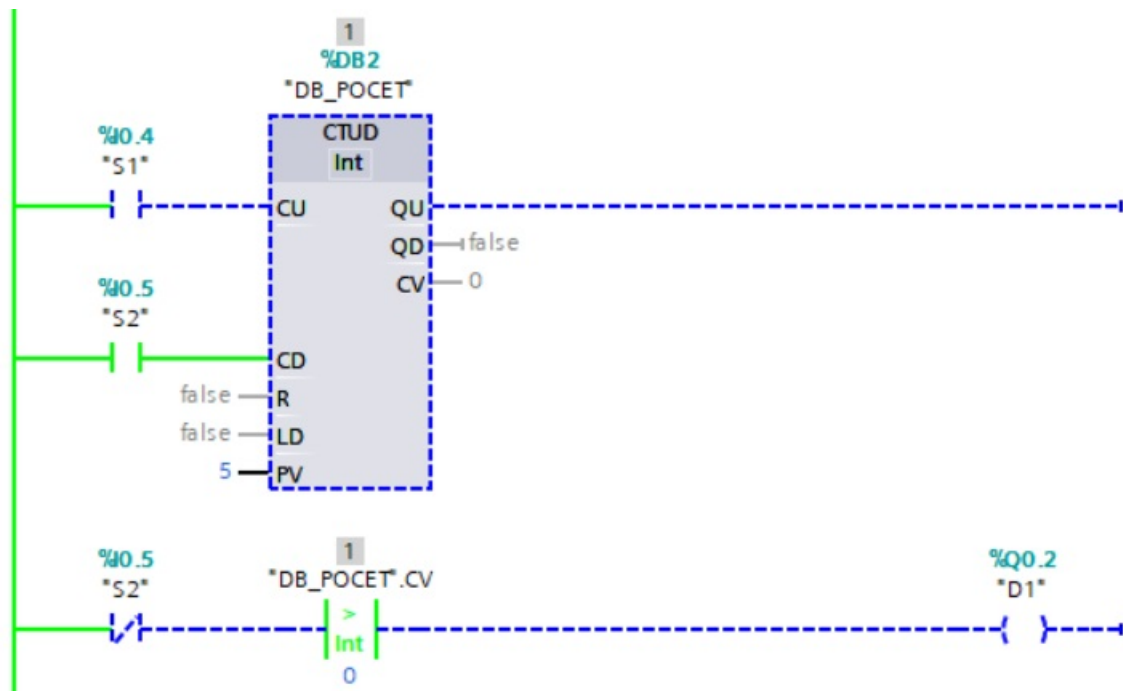 1
%DB2
"DB_POCET"
%I0.4
"S1"
CTUD
Int
CU QU
QD false
CV 0
%I0.5
"S2"
CD
false R
false LD
5 PV
%I0.5
"S2"
1
"DB_POCET".CV
>
Int
0
%Q0.2
"D1"